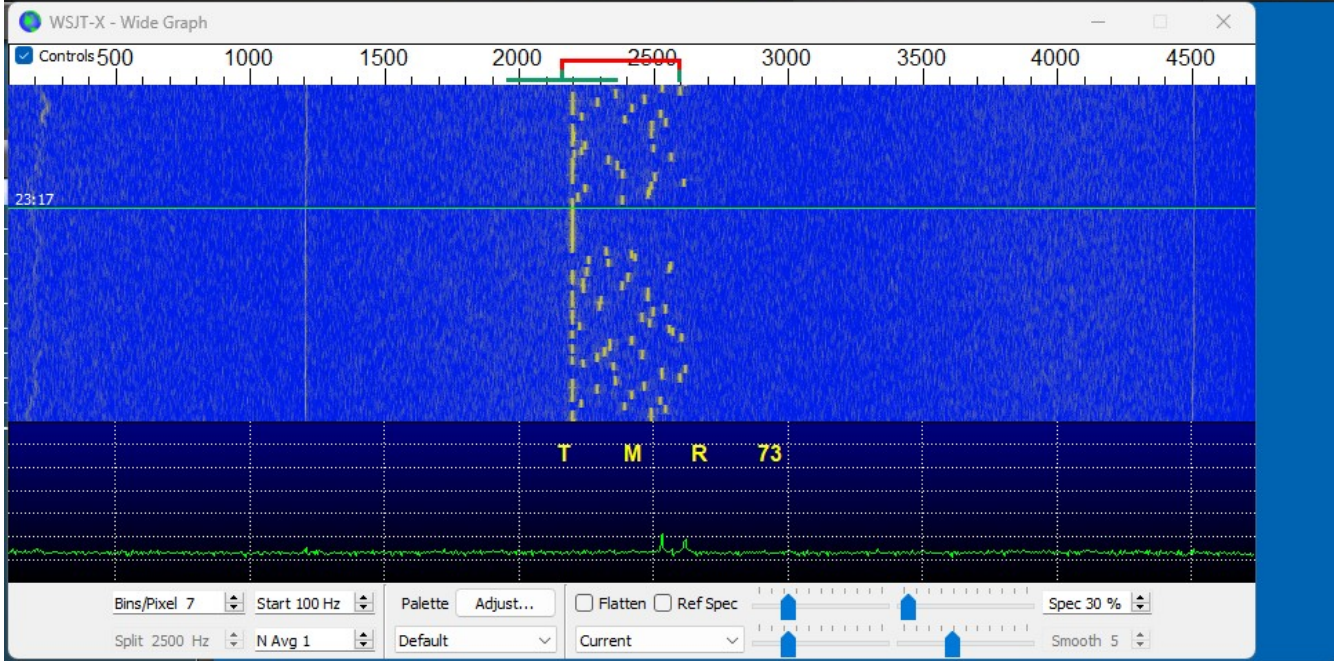 WSJT-X - Wide Graph
Controls 500 1000 1500 2000 2500 3000 3500 4000 4500
23:17
T M R 73
Bins/Pixel 7 Start 100 Hz Palette Adjust... Flatten Ref Spec Spec 30 %
Split 2500 Hz N Avg 1 Default Current Smooth 5